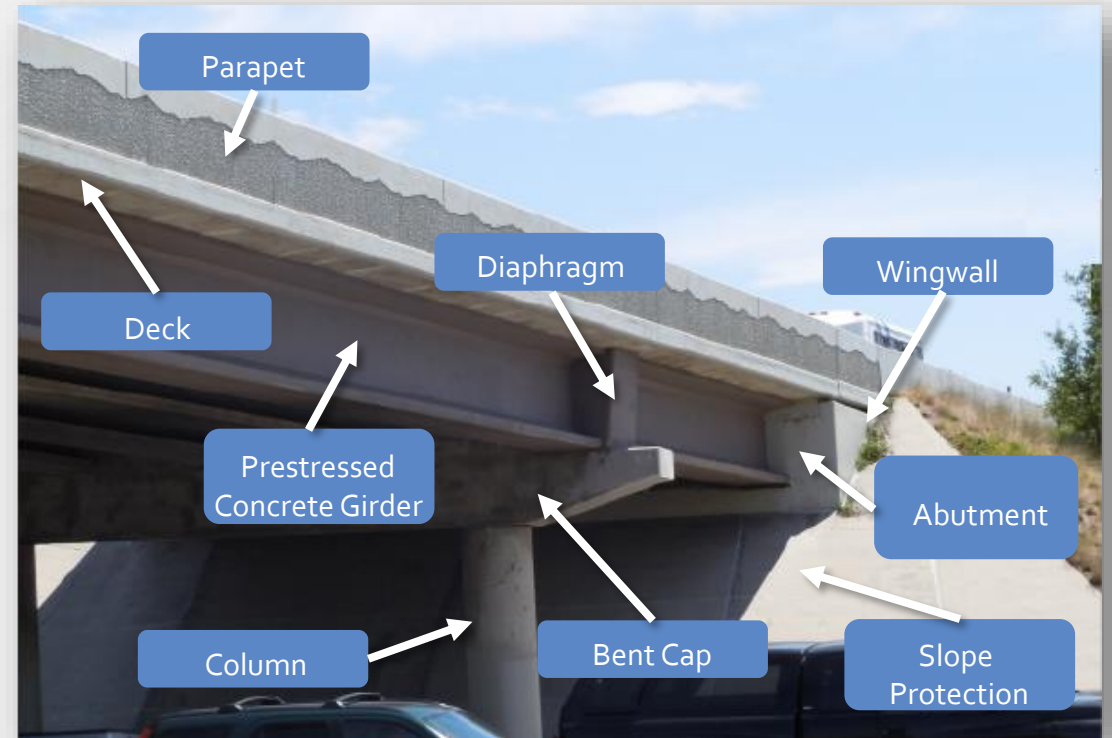 Parapet
Diaphragm
Wingwall
Deck
Prestressed
Concrete Girder
Abutment
Column
Bent Cap
Slope
Protection